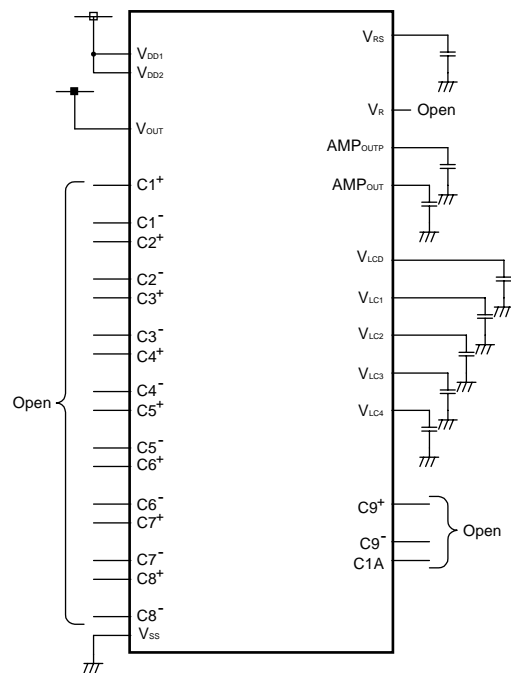 VDD1
VDD2
VOUT
C1+
C1-
C2+
C2-
C3+
C3-
C4+
C4-
C5+
C5-
C6+
C6-
C7+
C7-
C8+
C8-
VSS
Open
VRS
VR
Open
AMPOUTP
AMPOUT
VLCD
VLC1
VLC2
VLC3
VLC4
C9+
C9-
C1A
Open